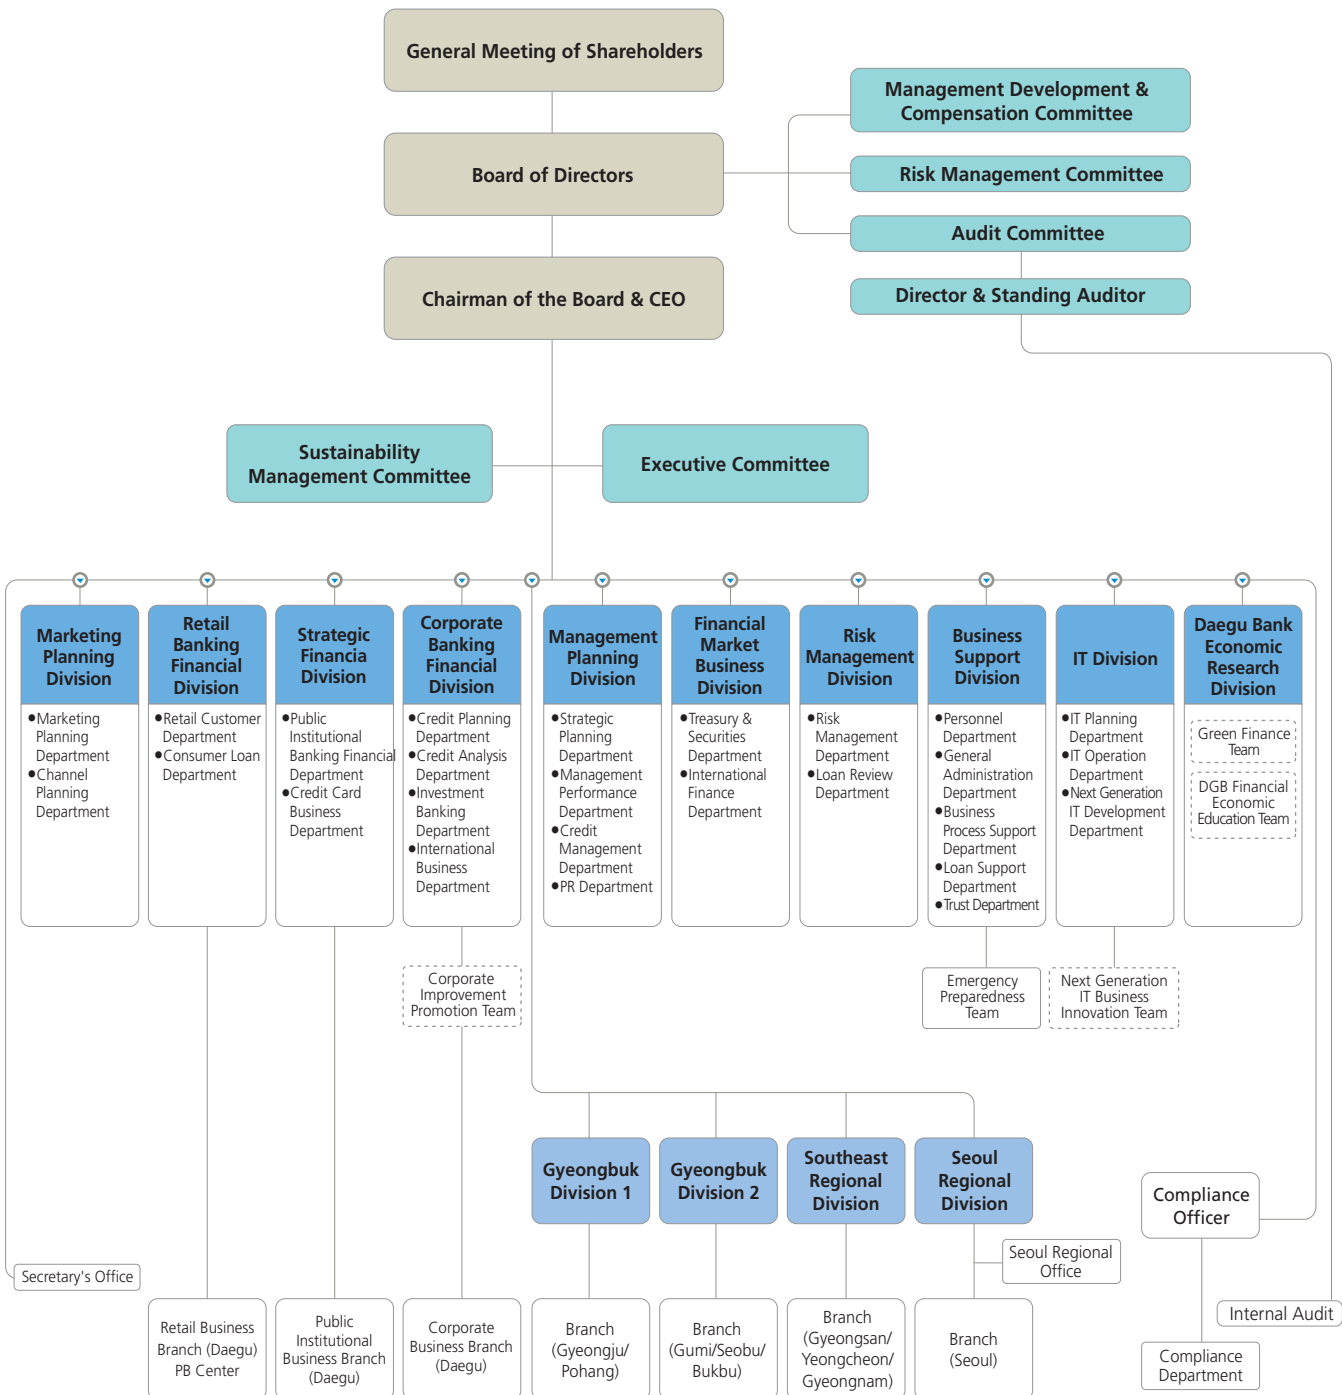 General Meeting of Shareholders
Management Development &
Compensation Committee
Board of Directors
Risk Management Committee
Audit Committee
Chairman of the Board & CEO
Director & Standing Auditor
Sustainability
Management Committee
Executive Committee
Marketing
Planning
Division
•Marketing
Planning
Department
•Channel
Planning
Department
Retail
Banking
Financial
Division
•Retail Customer
Department
•Consumer Loan
Department
Strategic
Financia
Division
•Public
Institutional
Banking Financial
Department
•Credit Card
Business
Department
Corporate
Banking
Financial
Division
•Credit Planning
Department
•Credit Analysis
Department
•Investment
Banking
Department
•International
Business
Department
Management
Planning
Division
•Strategic
Planning
Department
•Management
Performance
Department
•Credit
Management
Department
•PR Department
Financial
Market
Business
Division
•Treasury &
Securities
Department
•International
Finance
Department
Risk
Management
Division
•Risk
Management
Department
•Loan Review
Department
Business
Support
Division
•Personnel
Department
•General
Administration
Department
•Business
Process Support
Department
•Loan Support
Department
•Trust Department
IT Division
•IT Planning
Department
•IT Operation
Department
•Next Generation
IT Development
Department
Daegu Bank
Economic
Research
Division
Green Finance
Team
DGB Financial
Economic
Education Team
Corporate
Improvement
Promotion Team
Emergency
Preparedness
Team
Next Generation
IT Business
Innovation Team
Gyeongbuk
Division 1
Gyeongbuk
Division 2
Southeast
Regional
Division
Seoul
Regional
Division
Compliance
Officer
Seoul Regional
Office
Secretary's Office
Retail Business
Branch (Daegu)
PB Center
Public
Institutional
Business Branch
(Daegu)
Corporate
Business Branch
(Daegu)
Branch
(Gyeongju/
Pohang)
Branch
(Gumi/Seobu/
Bukbu)
Branch
(Gyeongsan/
Yeongcheon/
Gyeongnam)
Branch
(Seoul)
Internal Audit
Compliance
Department